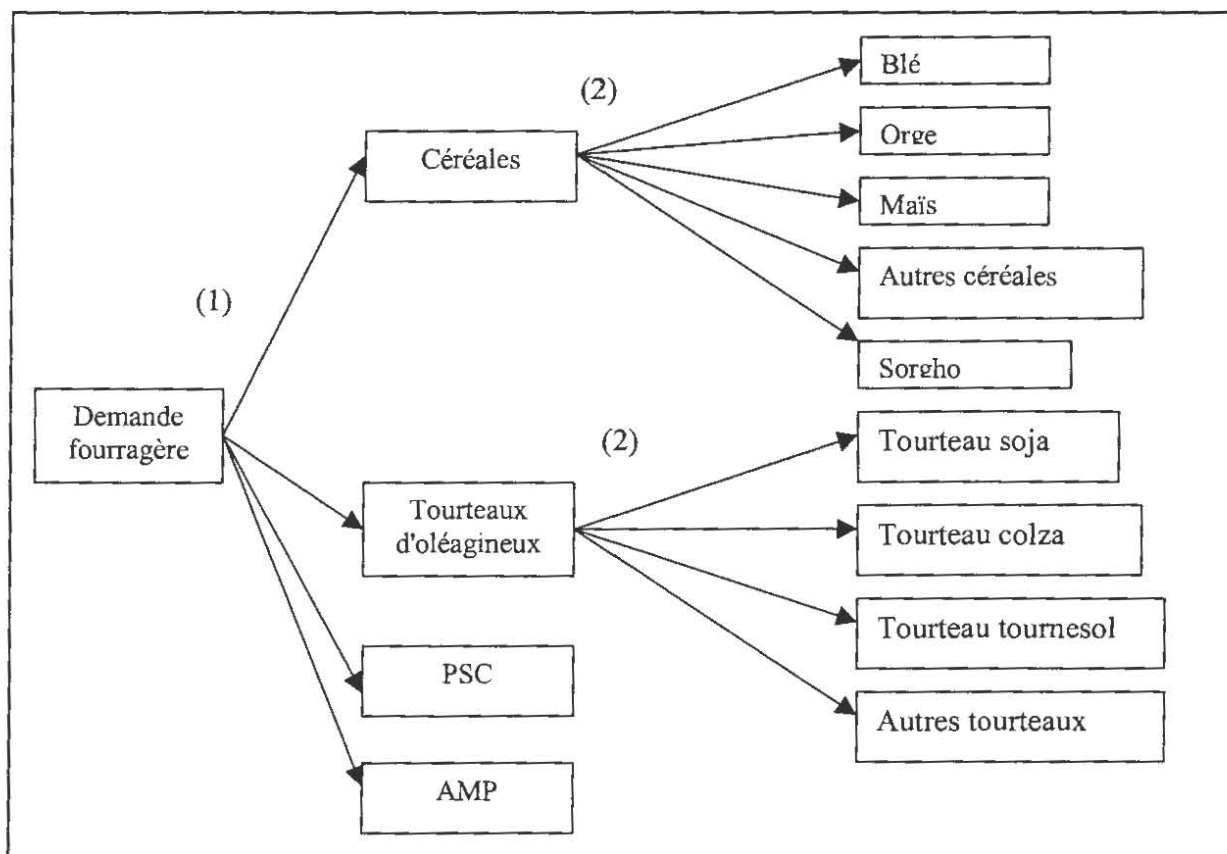 Blé
(2)
Orge
Céréales
Maïs
Autres céréales
(1)
Sorgho
Demande
fourragère
(2)
Tourteau soja
Tourteaux
d'oléagineux
Tourteau colza
Tourteau tournesol
PSC
Autres tourteaux
AMP